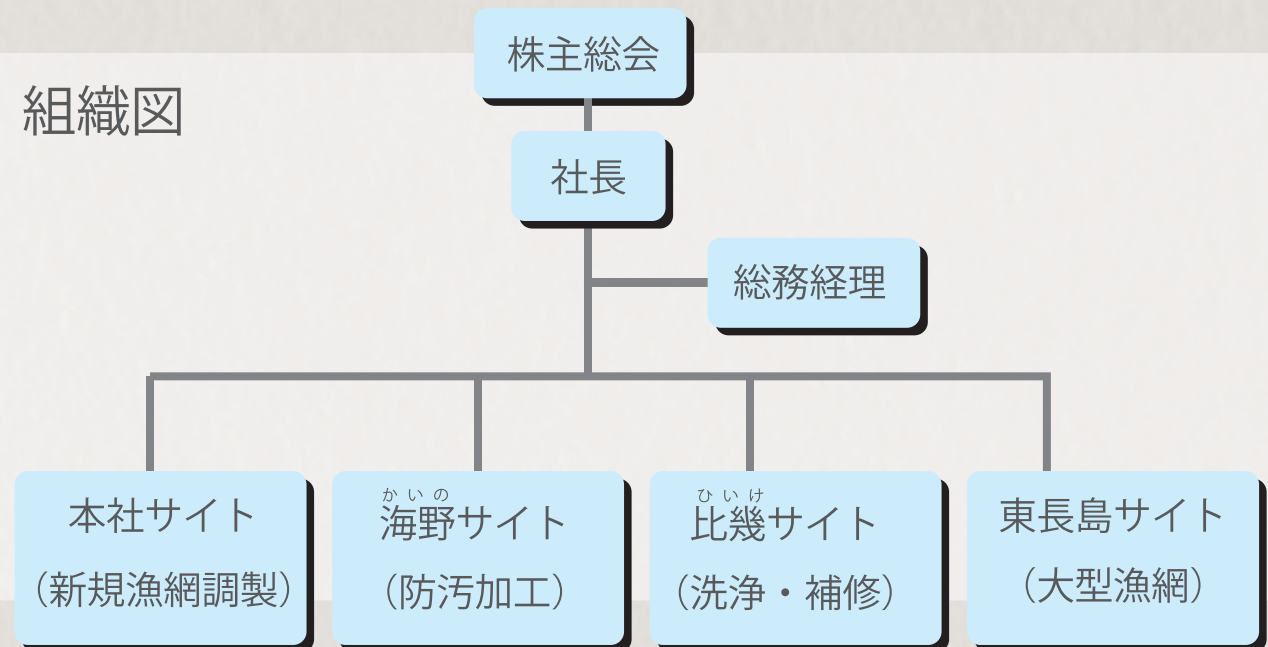 組織図
株主総会
社長
総務経理
本社サイト
（新規漁網調製）
かいの
海野サイト
（防汚加工）
ひいけ
比幾サイト
（洗浄・補修）
東長島サイト
（大型漁網）